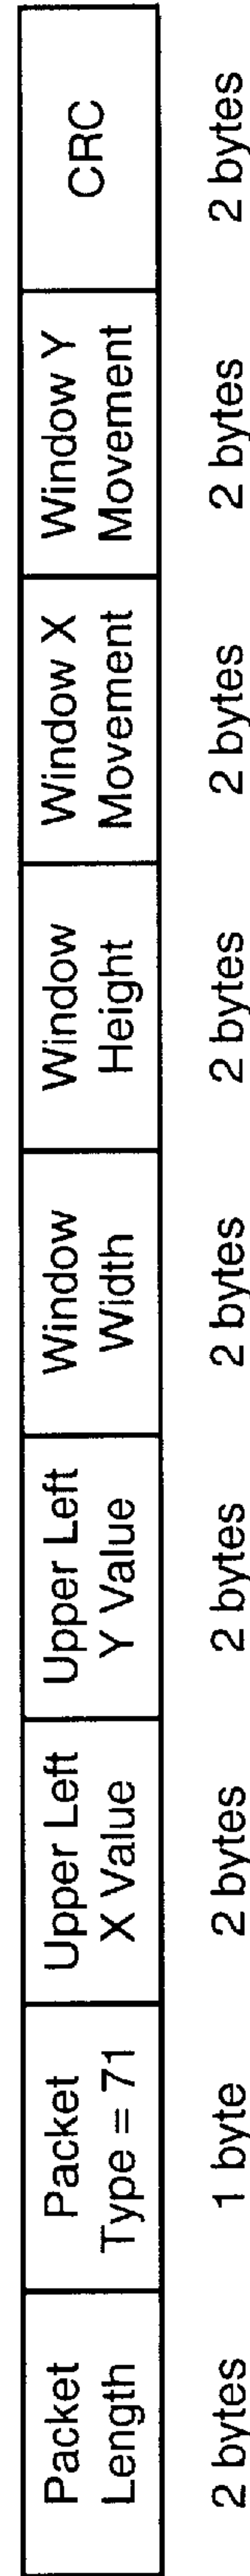 Packet
Length
2 bytes
Packet
Type = 71
1 byte
Upper Left
X Value
2 bytes
Upper Left
Y Value
2 bytes
Window
Width
2 bytes
Window
Height
2 bytes
Window X
Movement
2 bytes
Window Y
Movement
2 bytes
CRC
2 bytes